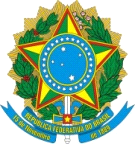 REPÚBLICA FEDERATIVA DO BRASIL
15 de Novembro
de 1889